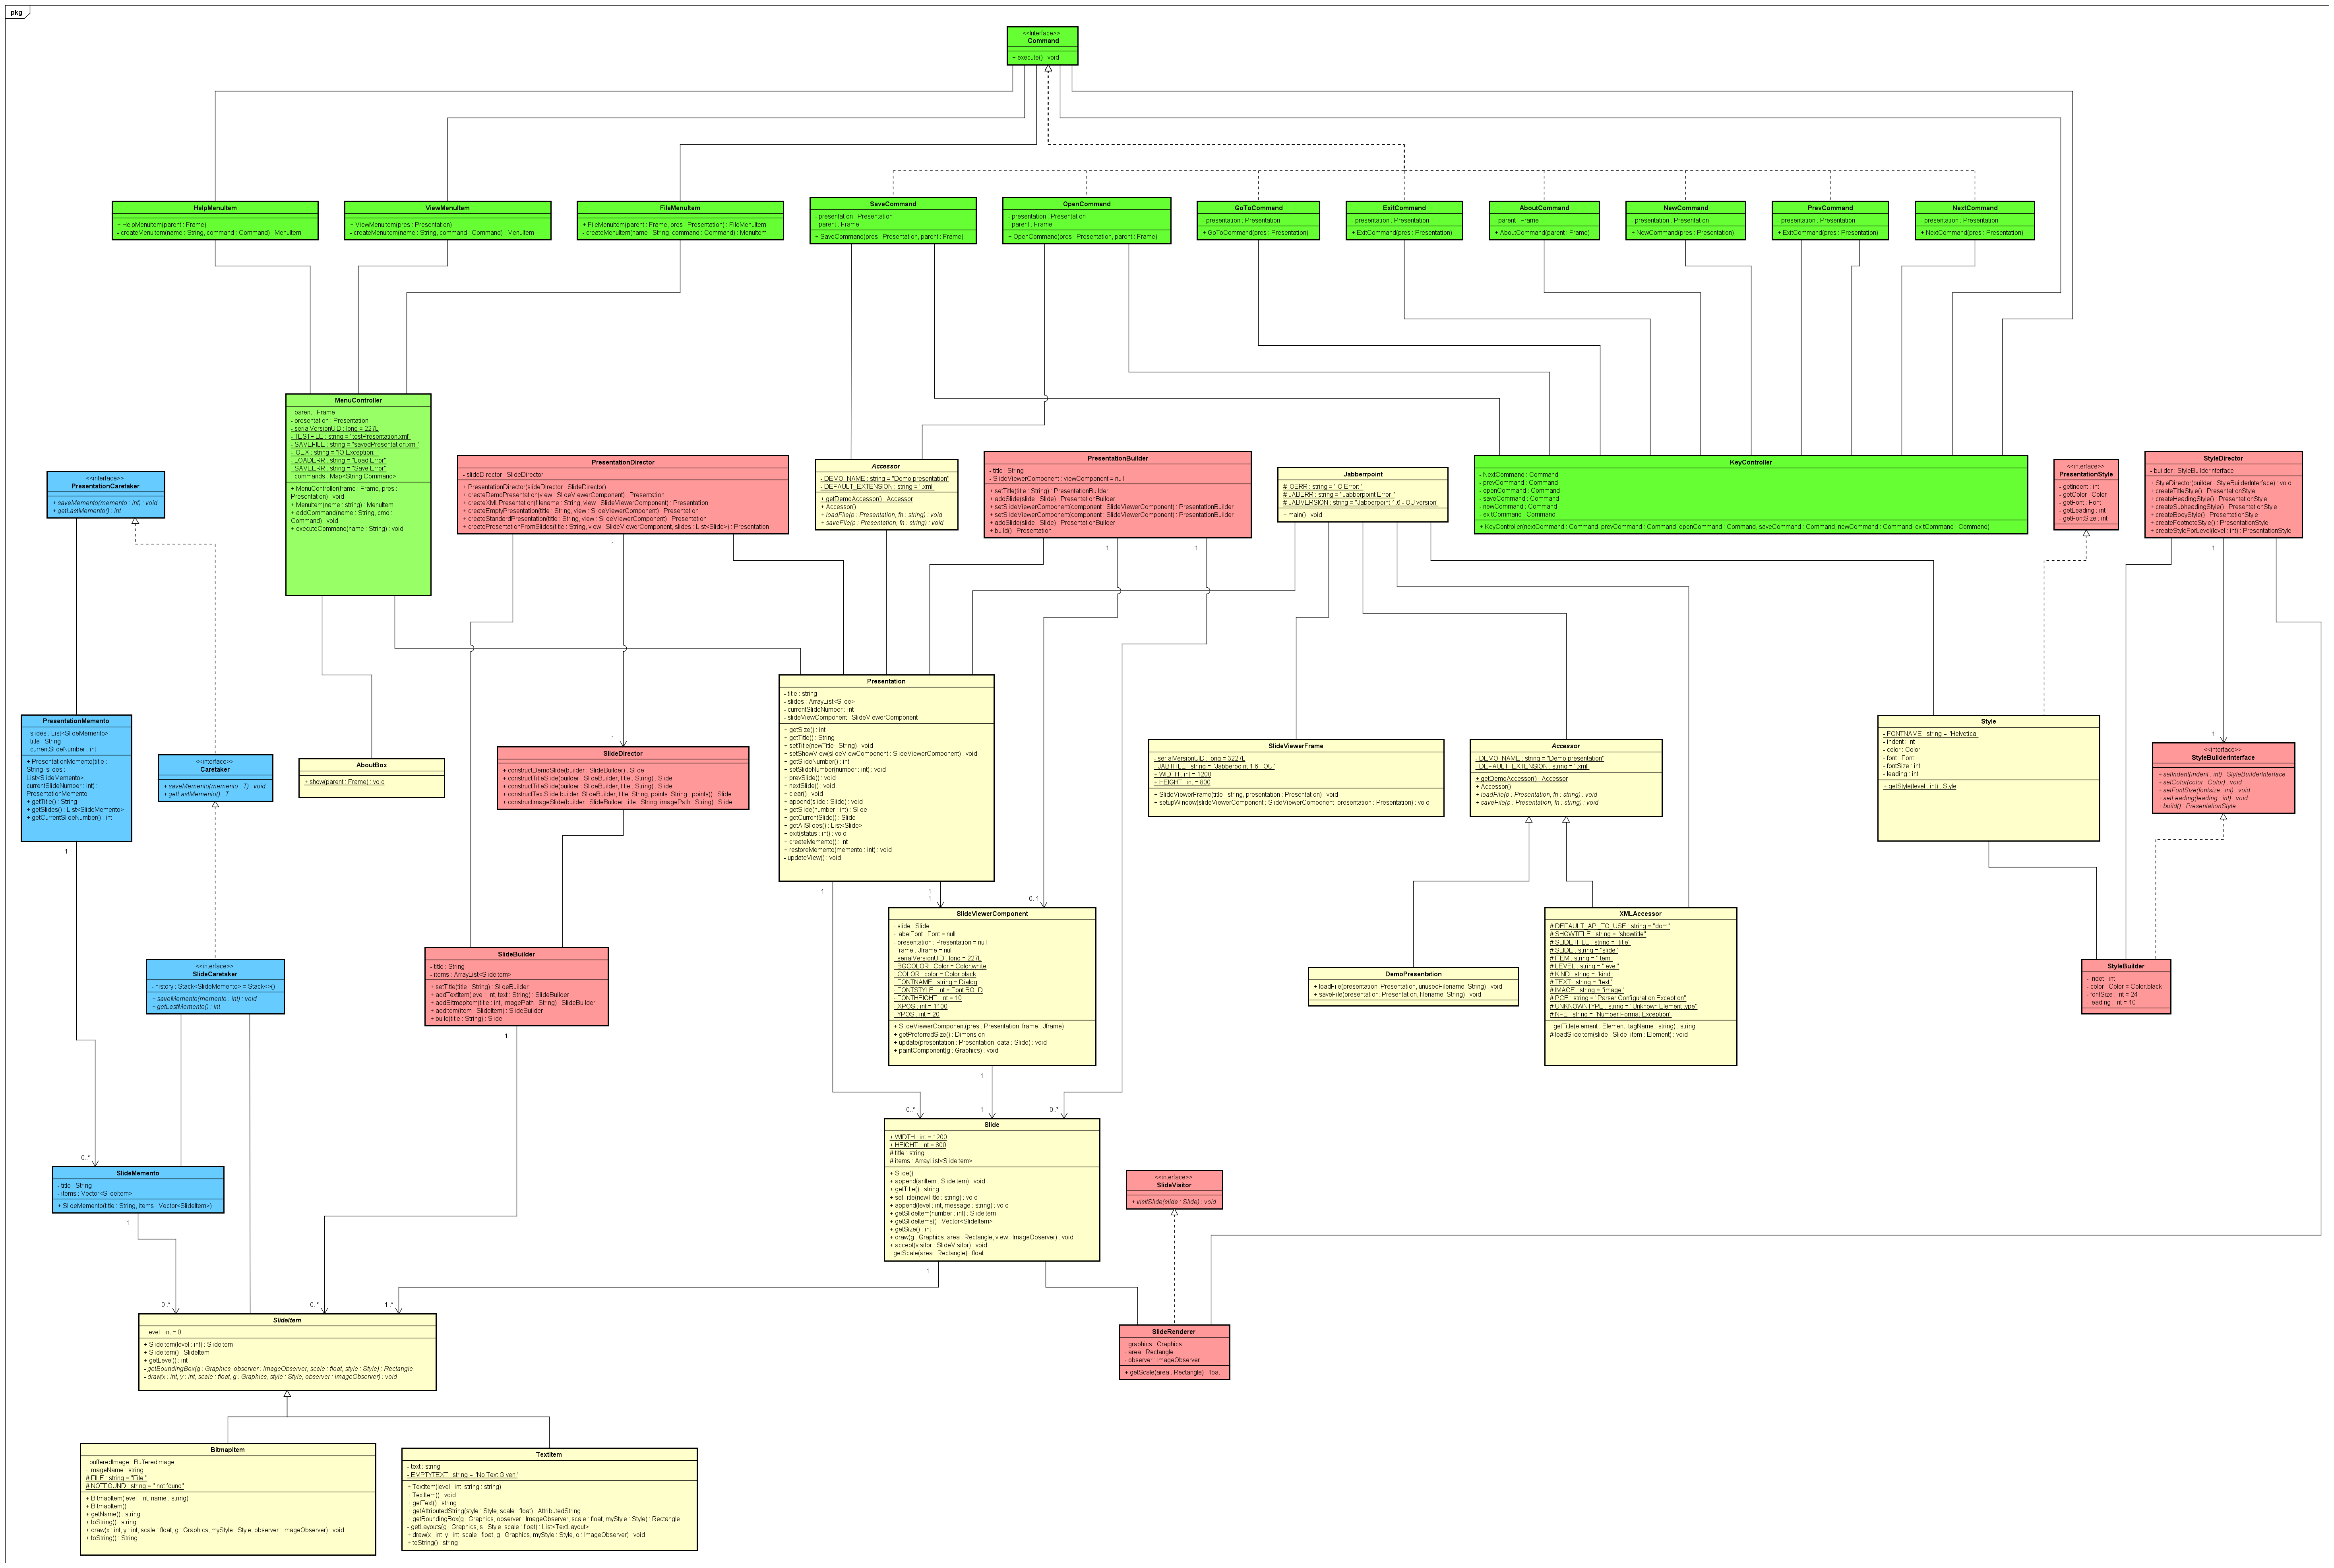 pkg
<<Interface>>
Command
+ execute() : void
HelpMenuItem
+ HelpMenuItem(parent : Frame)
- createMenuItem(name : String, command : Command) : MenuItem
ViewMenuItem
+ ViewMenuItem(pres : Presentation)
- createMenuItem(name : String, command : Command) : MenuItem
FileMenuItem
+ FileMenuItem(parent : Frame, pres : Presentation) : FileMenuItem
- createMenuItem(name : String, command : Command) : MenuItem
SaveCommand
- presentation : Presentation
- parent : Frame
+ SaveCommand(pres : Presentation, parent : Frame)
OpenCommand
- presentation : Presentation
- parent : Frame
+ OpenCommand(pres : Presentation, parent : Frame)
GoToCommand
- presentation : Presentation
+ GoToCommand(pres : Presentation)
ExitCommand
- presentation : Presentation
+ ExitCommand(pres : Presentation)
AboutCommand
- parent : Frame
+ AboutCommand(parent : Frame)
NewCommand
- presentation : Presentation
+ NewCommand(pres : Presentation)
PrevCommand
- presentation : Presentation
+ ExitCommand(pres : Presentation)
NextCommand
- presentation : Presentation
+ NextCommand(pres : Presentation)
MenuController
- parent : Frame
- presentation : Presentation
- serialVersionUID : long = 227L
- TESTFILE : string = "testPresentation.xml"
- SAVEFILE : string = "savedPresentation.xml"
- IOEX : string = "IO Exception: "
- LOADERR : string = "Load Error"
- SAVEERR : string = "Save Error"
- commands : Map<String,Command>
+ MenuController(frame : Frame, pres :
Presentation) : void
+ MenuItem(name : string) : MenuItem
+ addCommand(name : String, cmd :
Command) : void
+ executeCommand(name : String) : void
<<interface>>
PresentationCaretaker
+ saveMemento(memento : int) : void
+ getLastMemento() : int
PresentationDirector
- slideDirector : SlideDirector
+ PresentationDirector(slideDirector : SlideDirector)
+ createDemoPresentation(view : SlideViewerComponent) : Presentation
+ createXMLPresentation(filename : String, view : SlideViewerComponent) : Presentation
+ createEmptyPresentation(title : String, view : SlideViewerComponent) : Presentation
+ createStandardPresentation(title : String, view : SlideViewerComponent) : Presentation
+ createPresentationFromSlides(title : String, view : SlideViewerComponent, slides : List<Slide>) : Presentation
Accessor
- DEMO_NAME : string = "Demo presentation"
- DEFAULT_EXTENSION : string = ".xml"
+ getDemoAccessor() : Accessor
+ Accessor()
+ loadFile(p : Presentation, fn : string) : void
+ saveFile(p : Presentation, fn : string) : void
PresentationBuilder
- title : String
- SlideViewerComponent : viewComponent = null
+ setTitle(title : String) : PresentationBuilder
+ addSlide(slide : Slide) : PresentationBuilder
+ setSlideViewerComponent(component : SlideViewerComponent) : PresentationBuilder
+ setSlideViewerComponent(component : SlideViewerComponent) : PresentationBuilder
+ addSlide(slide : Slide) : PresentationBuilder
+ build() : Presentation
Jabberrpoint
# IOERR : string = "IO Error: "
# JABERR : string = "Jabberpoint Error "
# JABVERSION : string = "Jabberpoint 1.6 - OU version"
+ main() : void
KeyController
- NextCommand : Command
- prevCommand : Command
- openCommand : Command
- saveCommand : Command
- newCommand : Command
- exitCommand : Command
+ KeyController(nextCommand : Command, prevCommand : Command, openCommand : Command, saveCommand : Command, newCommand : Command, exitCommand : Command)
<<interface>>
PresentationStyle
- getIndent : int
- getColor : Color
- getFont : Font
- getLeading : int
- getFontSize : int
StyleDirector
- builder : StyleBuilderInterface
+ StyleDirector(builder : StyleBuilderInterface) : void
+ createTitleStyle() : PresentationStyle
+ createHeadingStyle() : PresentationStyle
+ createSubheadingStyle() : PresentationStyle
+ createBodyStyle() : PresentationStyle
+ createFootnoteStyle() : PresentationStyle
+ createStyleForLevel(level : int) : PresentationStyle
1
1
1
1
PresentationMemento
- slides : List<SlideMemento>
- title : String
- currentSlideNumber : int
+ PresentationMemento(title :
String, slides :
List<SlideMemento>,
currentSlideNumber : int) :
PresentationMemento
+ getTitle() : String
+ getSlides() : List<SlideMemento>
+ getCurrentSlideNumber() : int
<<interface>>
Caretaker
+ saveMemento(memento : T) : void
+ getLastMemento() : T
AboutBox
+ show(parent : Frame) : void
1
SlideDirector
+ constructDemoSlide(builder : SlideBuilder) : Slide
+ constructTitleSlide(builder : SlideBuilder, title : String) : Slide
+ constructTitleSlide(builder : SlideBuilder, title : String) : Slide
+ constructTextSlide(builder : SlideBuilder, title: String, points: String : points() : Slide
+ constructImageSlide(builder : SlideBuilder, title : String, imagePath : String) : Slide
Presentation
- title : string
- slides : ArrayList<Slide>
- currentSlideNumber : int
- slideViewComponent : SlideViewerComponent
+ getSize() : int
+ getTitle() : String
+ setTitle(newTitle : String) : void
+ setShowView(slideViewComponent : SlideViewerComponent) : void
+ getSlideNumber() : int
+ setSlideNumber(number : int) : void
+ prevSlide() : void
+ nextSlide() : void
+ clear() : void
+ append(slide : Slide) : void
+ getSlide(number : int) : Slide
+ getCurrentSlide() : Slide
+ getAllSlides() : List<Slide>
+ exit(status : int) : void
+ createMemento() : int
+ restoreMemento(memento : int) : void
- updateView() : void
SlideViewerFrame
- serialVersionUID : long = 3227L
- JABTITLE : string = "Jabberpoint 1.6 - OU"
+ WIDTH : int = 1200
+ HEIGHT : int = 800
+ SlideViewerFrame(title : string, presentation : Presentation) : void
+ setupWindow(slideViewerComponent : SlideViewerComponent, presentation : Presentation) : void
Accessor
- DEMO_NAME : string = "Demo presentation"
- DEFAULT_EXTENSION : string = ".xml"
+ getDemoAccessor() : Accessor
+ Accessor()
+ loadFile(p : Presentation, fn : string) : void
+ saveFile(p : Presentation, fn : string) : void
Style
- FONTNAME : string = "Helvetica"
- indent : int
- color : Color
- font : Font
- fontSize : int
- leading : int
+ getStyle(level : int) : Style
1
<<interface>>
StyleBuilderInterface
+ setIndent(indent : int) : StyleBuilderInterface
+ setColor(color : Color) : void
+ setFontSize(fontsize : int) : void
+ setLeading(leading : int) : void
+ build() : PresentationStyle
1
1
1
1
0..1
<<interface>>
SlideCaretaker
- history : Stack<SlideMemento> = Stack<>()
+ saveMemento(memento : int) : void
+ getLastMemento() : int
SlideBuilder
- title : String
- items : ArrayList<SlideItem>
+ setTitle(title : String) : SlideBuilder
+ addTextItem(level : int, text : String) : SlideBuilder
+ addBitmapItem(title : int, imagePath : String) : SlideBuilder
+ addItem(item : SlideItem) : SlideBuilder
+ build(title : String) : Slide
SlideViewerComponent
- slide : Slide
- labelFont : Font = null
- presentation : Presentation = null
- frame : Jframe = null
- serialVersionUID : long = 227L
- BGCOLOR : Color = Color.white
- COLOR : color = Color.black
- FONTNAME : string = Dialog
- FONTSTYLE : int = Font.BOLD
- FONTHEIGHT : int = 10
- XPOS : int = 1100
- YPOS : int = 20
+ SlideViewerComponent(pres : Presentation, frame : Jframe)
+ getPreferredSize() : Dimension
+ update(presentation : Presentation, data : Slide) : void
+ paintComponent(g : Graphics) : void
DemoPresentation
+ loadFile(presentation: Presentation, unusedFilename: String) : void
+ saveFile(presentation: Presentation, filename: String) : void
XMLAccessor
# DEFAULT_API_TO_USE : string = "dom"
# SHOWTITLE : string = "showtitle"
# SLIDETITLE : string = "title"
# SLIDE : string = "slide"
# ITEM : string = "item"
# LEVEL : string = "level"
# KIND : string = "kind"
# TEXT : string = "text"
# IMAGE : string = "image"
# PCE : string = "Parser Configuration Exception"
# UNKNOWNTYPE : string = "Unknown Element type"
# NFE : string = "Number Format Exception"
- getTitle(element : Element, tagName : string) : string
# loadSlideItem(slide : Slide, item : Element) : void
StyleBuilder
- indet : int
- color : Color = Color.black
- fontSize : int = 24
- leading : int = 10
1
1
0..*
1
0..*
0..*
SlideMemento
- title : String
- items : Vector<SlideItem>
+ SlideMemento(title : String, items : Vector<SlideItem>)
Slide
+ WIDTH : int = 1200
+ HEIGHT : int = 800
# title : string
# items : ArrayList<SlideItem>
+ Slide()
+ append(anItem : SlideItem) : void
+ getTitle() : string
+ setTitle(newTitle : string) : void
+ append(level : int, message : string) : void
+ getSlideItem(number : int) : SlideItem
+ getSlideItems() : Vector<SlideItem>
+ getSize() : int
+ draw(g : Graphics, area : Rectangle, view : ImageObserver) : void
+ accept(visitor : SlideVisitor) : void
- getScale(area : Rectangle) : float
<<interface>>
SlideVisitor
+ visitSlide(slide : Slide) : void
1
1
0..*
0..*
1..*
SlideItem
- level : int = 0
+ SlideItem(level : int) : SlideItem
+ SlideItem() : SlideItem
+ getLevel() : int
- getBoundingBox(g : Graphics, observer : ImageObserver, scale : float, style : Style) : Rectangle
- draw(x : int, y : int, scale : float, g : Graphics, style : Style, observer : ImageObserver) : void
SlideRenderer
- graphics : Graphics
- area : Rectangle
- observer : ImageObserver
+ getScale(area : Rectangle) : float
BitmapItem
- bufferedImage : BufferedImage
- imageName : string
# FILE : string = "File "
# NOTFOUND : string = " not found"
+ BitmapItem(level : int, name : string)
+ BitmapItem()
+ getName() : string
+ toString() : string
+ draw(x : int, y : int, scale : float, g : Graphics, myStyle : Style, observer : ImageObserver) : void
+ toString() : String
TextItem
- text : string
- EMPTYTEXT : string = "No Text Given"
+ TextItem(level : int, string : string)
+ TextItem() : void
+ getText() : string
+ getAttributedString(style : Style, scale : float) : AttributedString
+ getBoundingBox(g : Graphics, observer : ImageObserver, scale : float, myStyle : Style) : Rectangle
- getLayouts(g : Graphics, s : Style, scale : float) : List<TextLayout>
+ draw(x : int, y : int, scale : float, g : Graphics, myStyle : Style, o : ImageObserver) : void
+ toString() : string